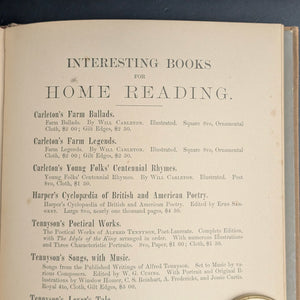 INTERESTING BOOKS
FOR
HOME READING.
Carleton's Farm Ballads.
Farm Ballads. By WILL CARLETON. Illustrated. Square 8vo, Ornamental
Cloth, $2 00; Gilt Edges, $2 50.
Carleton's Farm Legends.
Farm Legends. By WILL CARLETON. Illustrated. Square 8vo, Ornamental
Cloth, $2 00; Gilt Edges, $2 50.
Carleton's Young Folks' Centennial Rhymes.
Young Folks' Centennial Rhymes. By WILL CARLETON. Illustrated. Post
8vo, Cloth, $1 50.
Harper's Cyclopædia of British and American Poetry.
Harper's Cyclopædia of British and American Poetry. Edited by EPES SAR-
GENT. Large 8vo, nearly one thousand pages, $4 50.
Tennyson's Poetical Works.
The Poetical Works of ALFRED TENNYSON, Poet-Laureate. Complete Edition,
with The Idyls of the King arranged in order. With numerous Illustrations
and Three Characteristic Portraits. 8vo, Paper, $1 00; Cloth, $1 50.
Tennyson's Songs, with Music.
Songs from the Published Writings of Alfred Tennyson. Set to Music by va-
rious Composers. Edited by W. G. CUSINS. With Portrait and Original Il-
lustrations by Winslow Homer, C. S. Reinhart, A. Fredericks, and Jessie Curtis.
Royal 4to, Cloth, Gilt Edges, $5 00.
Tennyson's Lover's Tale.